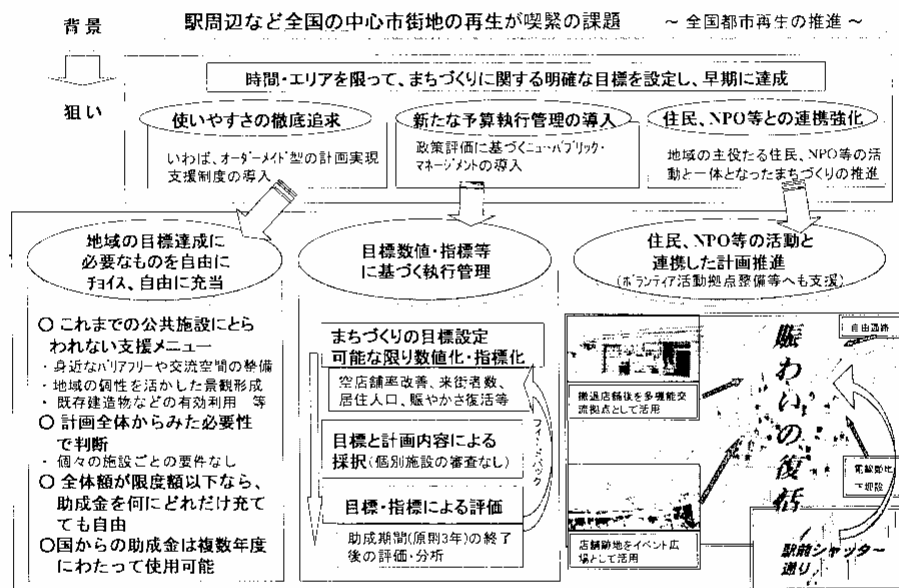 背景
駅周辺など全国の中心市街地の再生が喫緊の課題 ～ 全国都市再生の推進 ～
時間・エリアを限って、まちづくりに関する明確な目標を設定し、早期に達成
狙い
使いやすさの徹底追求
いわば、オーダーメイド型の計画実現
支援制度の導入
新たな予算執行管理の導入
政策評価に基づくニュー・パブリック・
マネージメントの導入
住民、NPO等との連携強化
地域の主役たる住民、NPO等の活
動と一体となったまちづくりの推進
地域の目標達成に
必要なものを自由に
チョイス、自由に充当
○ これまでの公共施設にとら
われない支援メニュー
・身近なバリアフリーや交流空間の整備
・地域の個性を活かした景観形成
・既存建造物などの有効利用 等
○ 計画全体からみた必要性
で判断
・個々の施設ごとの要件なし
○ 全体額が限度額以下なら、
助成金を何にどれだけ充て
ても自由
○国からの助成金は複数年度
にわたって使用可能
目標数値・指標等
に基づく執行管理
まちづくりの目標設定
可能な限り数値化・指標化
空店舗率改善、来街者数、
居住人口、賑やかさ復活等
目標と計画内容による
採択(個別施設の審査なし)
目標・指標による評価
助成期間(原則3年)の終了
後の評価・分析
フィードバック
住民、NPO等の活動と
連携した計画推進
(ボランティア活動拠点整備等へも支援)
撤退店舗後を多機能交
流拠点として活用
店舗跡地をイベント広
場として活用
賑わいの復活！
自由通路
電線類地
下埋設
駅前シャッター
通り